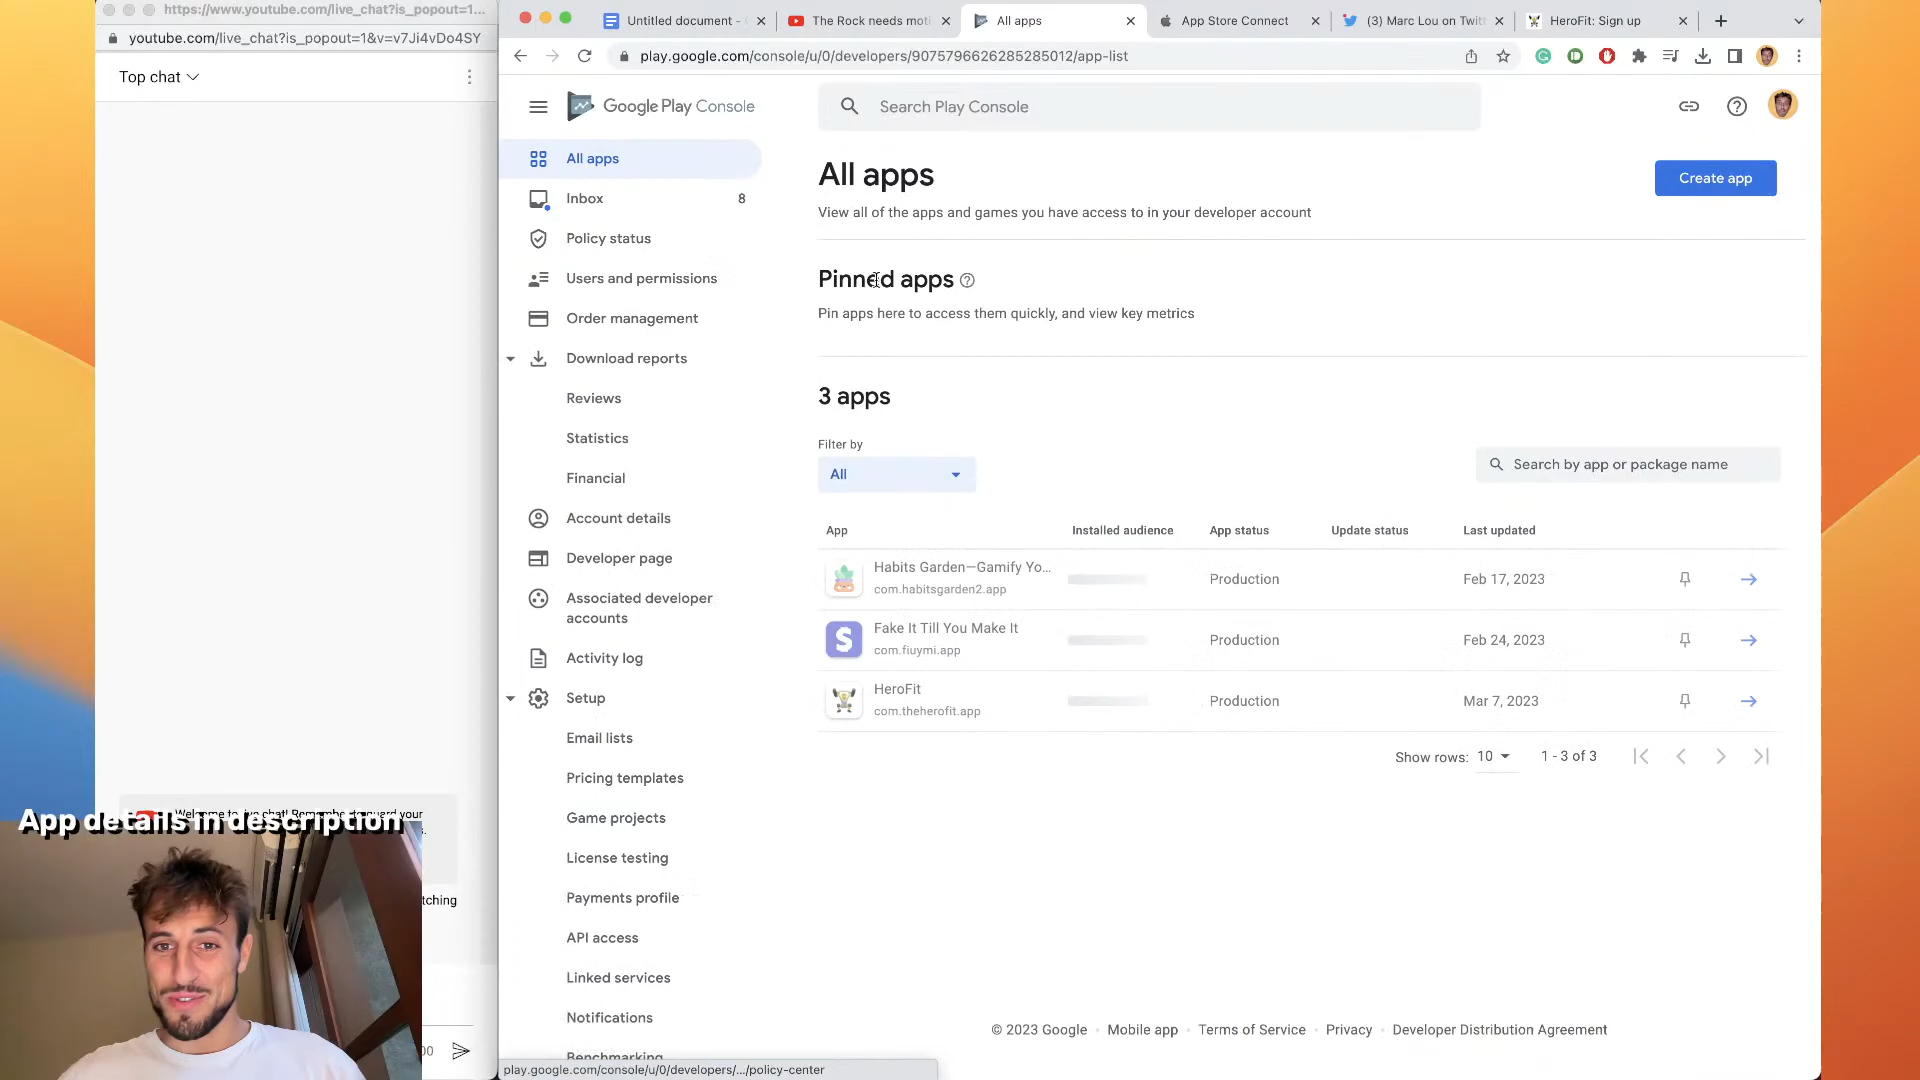 https://www.youtube.com/live_chat?is_popout=1...
youtube.com/live_chat?is_popout=1&v=v7Ji4vDo4SY
Top chat
Welcome to live chat! Remember to guard your
App details in description
tching
00
Untitled document -
The Rock needs moti
All apps
App Store Connect
(3) Marc Lou on Twitt
HeroFit: Sign up
play.google.com/console/u/0/developers/9075796626285285012/app-list
Google Play Console
Search Play Console
All apps
Inbox 8
Policy status
Users and permissions
Order management
Download reports
Reviews
Statistics
Financial
Account details
Developer page
Associated developer
accounts
Activity log
Setup
Email lists
Pricing templates
Game projects
License testing
Payments profile
API access
Linked services
Notifications
Benchmarking
play.google.com/console/u/0/developers/.../policy-center
All apps
Create app
View all of the apps and games you have access to in your developer account
Pinned apps
Pin apps here to access them quickly, and view key metrics
3 apps
Filter by
All
Search by app or package name
App Installed audience App status Update status Last updated
Habits Garden—Gamify Yo...
com.habitsgarden2.app
Production Feb 17, 2023
S
Fake It Till You Make It
com.fiuymi.app
Production Feb 24, 2023
HeroFit
com.theherofit.app
Production Mar 7, 2023
Show rows: 10 1 - 3 of 3
© 2023 Google · Mobile app · Terms of Service · Privacy · Developer Distribution Agreement